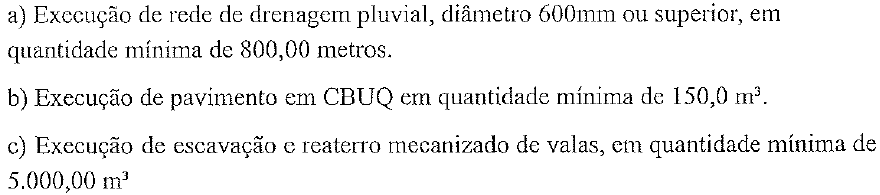 a) Execução de rede de drenagem pluvial, diâmetro 600mm ou superior, em
quantidade mínima de 800,00 metros.
b) Execução de pavimento em CBUQ em quantidade mínima de 150,0 m³.
c) Execução de escavação e reaterro mecanizado de valas, em quantidade mínima de
5.000,00 m³